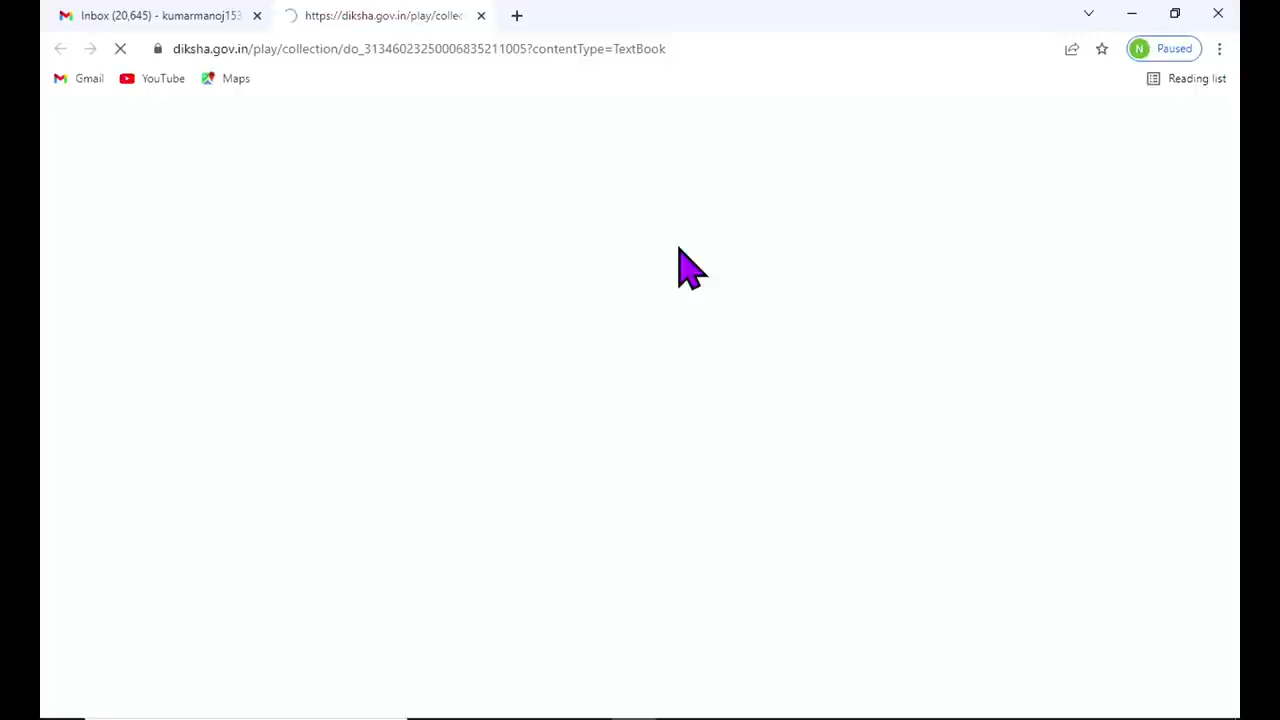 Inbox (20,645) - kumarmanoj153
https://diksha.gov.in/play/collec
diksha.gov.in/play/collection/do_31346023250006835211005?contentType=TextBook
N Paused
Gmail YouTube Maps Reading list